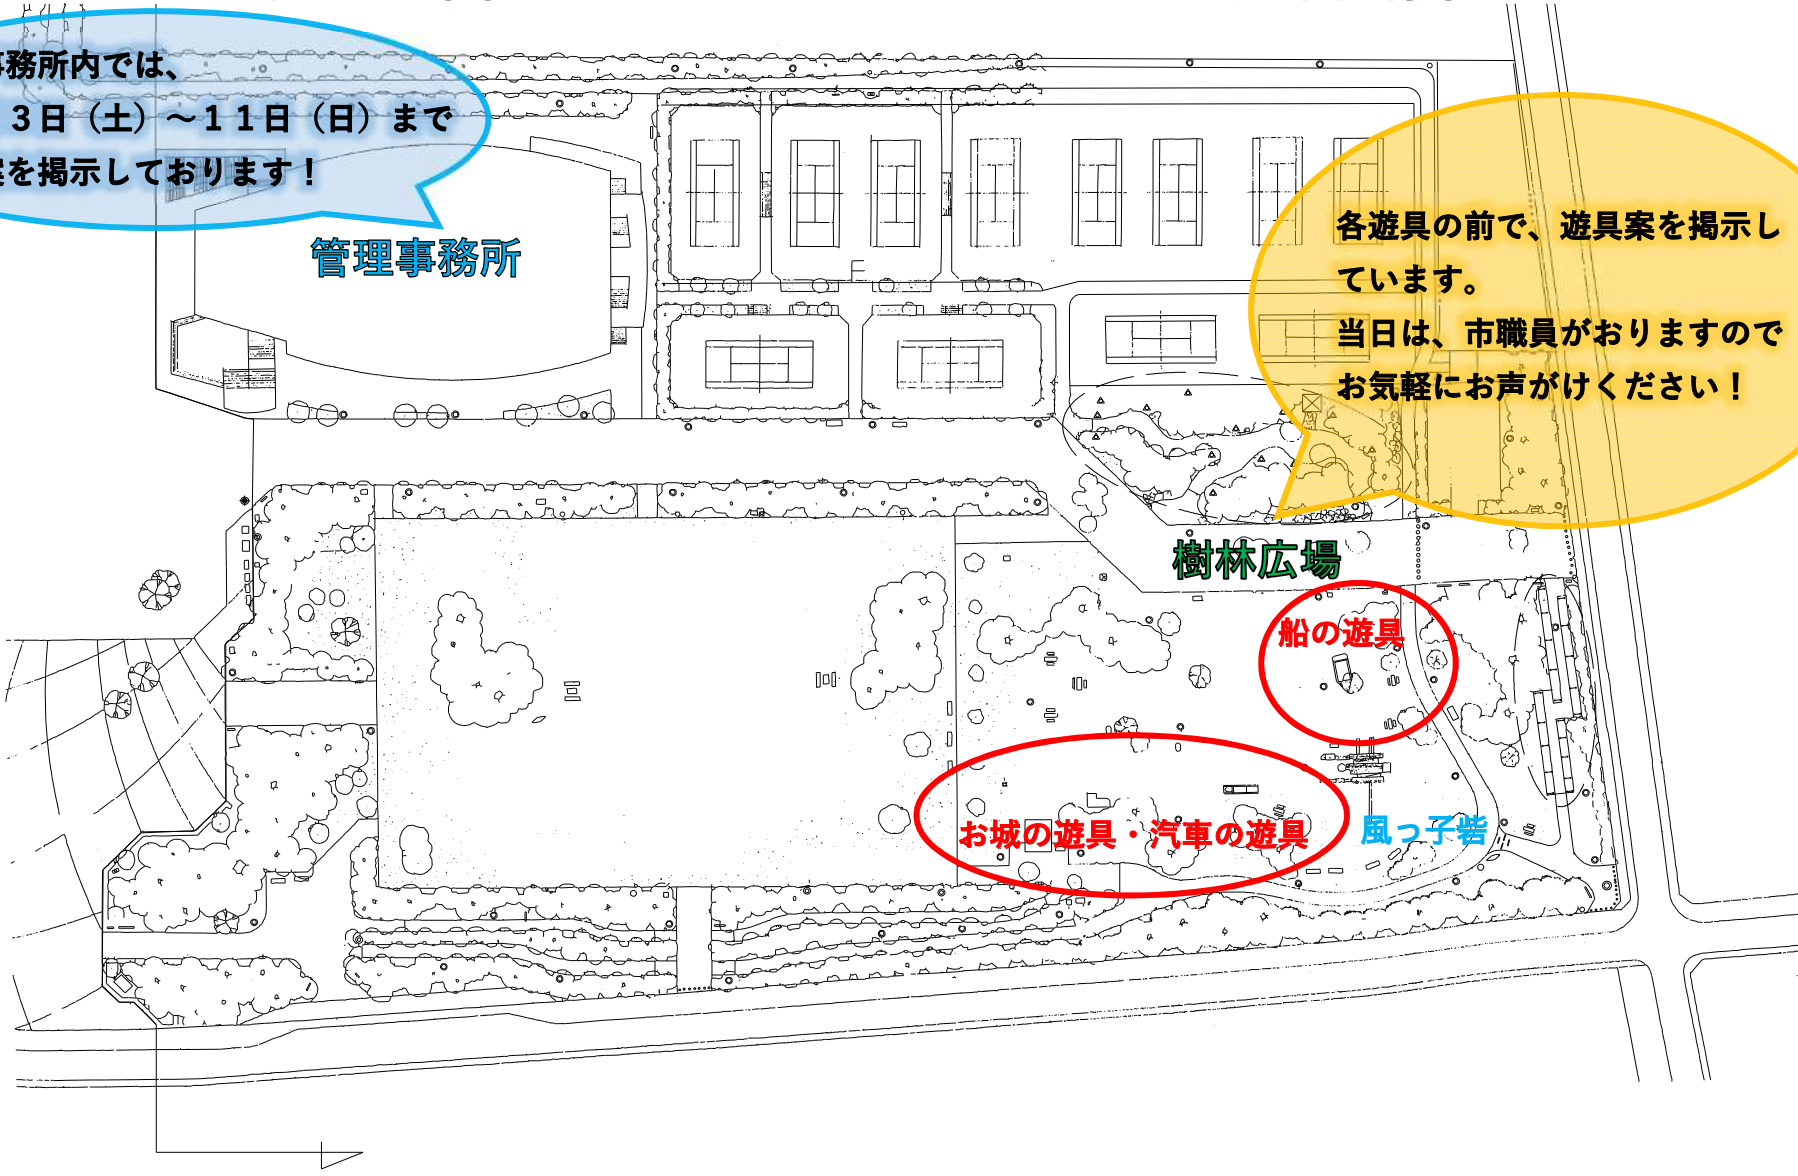 務所内では、
３日（土）～１１日（日）まで
を掲示しております！
管理事務所
各遊具の前で、遊具案を掲示し
ています。
当日は、市職員がおりますので
お気軽にお声がけください！
樹林広場
船の遊具
お城の遊具・汽車の遊具
風っ子砦